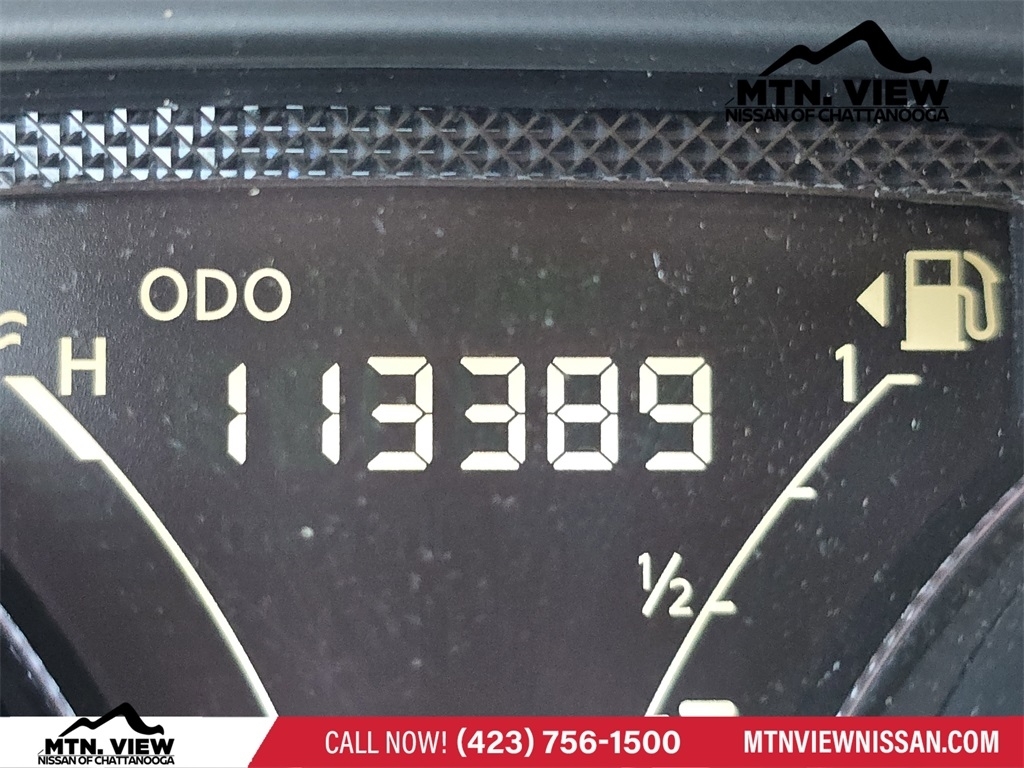 MTN. VIEW
NISSAN OF CHATTANOOGA
ODO
H
113389
1
1/2
MTN. VIEW
NISSAN OF CHATTANOOGA
CALL NOW! (423) 756-1500
MTNVIEWNISSAN.COM